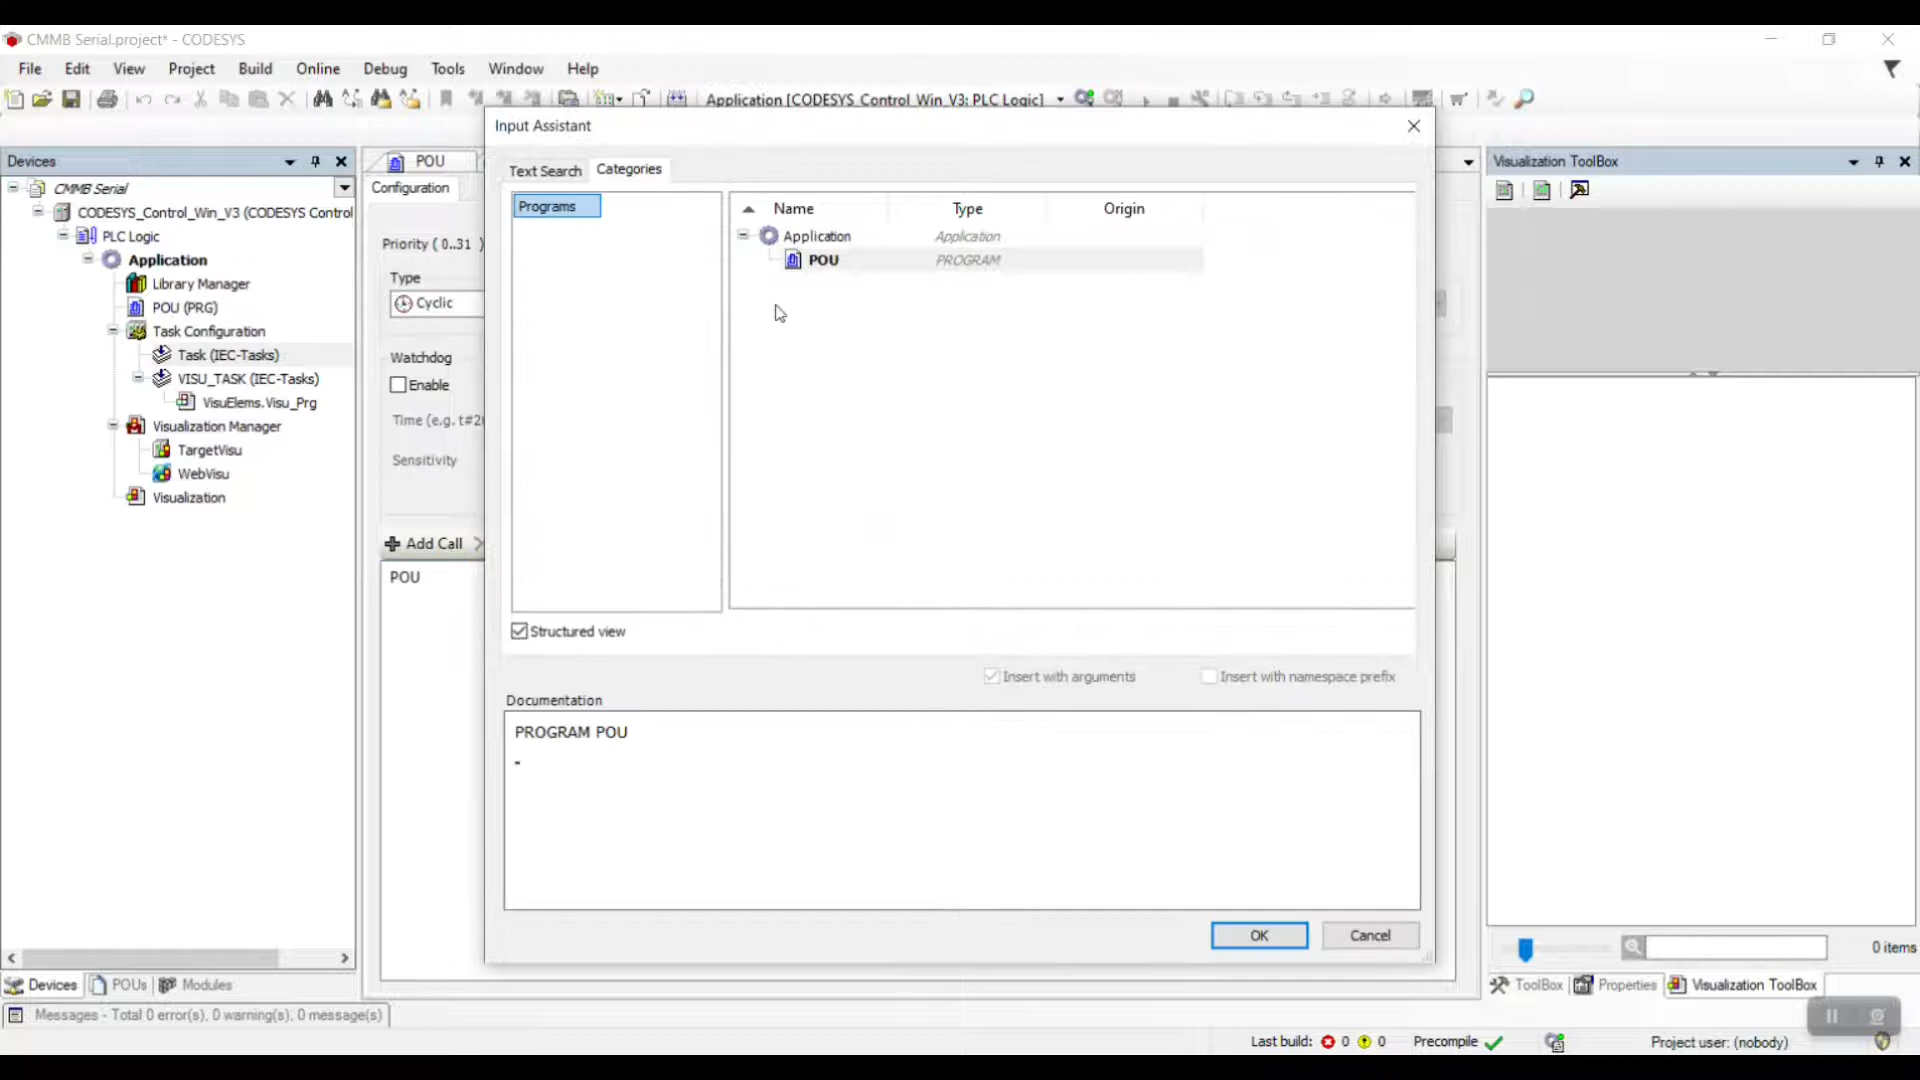 CMMB Serial.project* - CODESYS
File Edit View Project Build Online Debug Tools Window Help
Application [CODESYS_Control_Win_V3: PLC Logic]
Input Assistant
Devices
POU
Text Search Categories
Visualization ToolBox
CMMB Serial
Configuration
Programs
Name Type Origin
CODESYS_Control_Win_V3 (CODESYS Control
PLC Logic
Priority ( 0..31 )
Application Application
Application
POU PROGRAM
Type
Library Manager
Cyclic
POU (PRG)
Task Configuration
Task (IEC-Tasks)
Watchdog
VISU_TASK (IEC-Tasks)
Enable
VisuElems.Visu_Prg
Time (e.g. t#2
Visualization Manager
TargetVisu
Sensitivity
WebVisu
Visualization
Add Call
POU
Structured view
Insert with arguments Insert with namespace prefix
Documentation
PROGRAM POU
-
OK Cancel
0 items
Devices POUs Modules
ToolBox Properties Visualization ToolBox
Messages - Total 0 error(s), 0 warning(s), 0 message(s)
Last build: 0 0 Precompile Project user: (nobody)